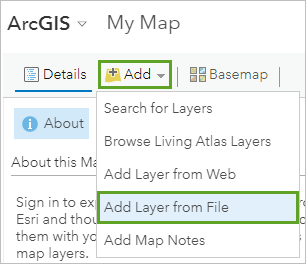 ArcGIS My Map
Details Add Basemap
About
Search for Layers
Browse Living Atlas Layers
Add Layer from Web
Add Layer from File
Add Map Notes
About this Ma
Sign in to exp
Esri and thou
them with yo
map layers.